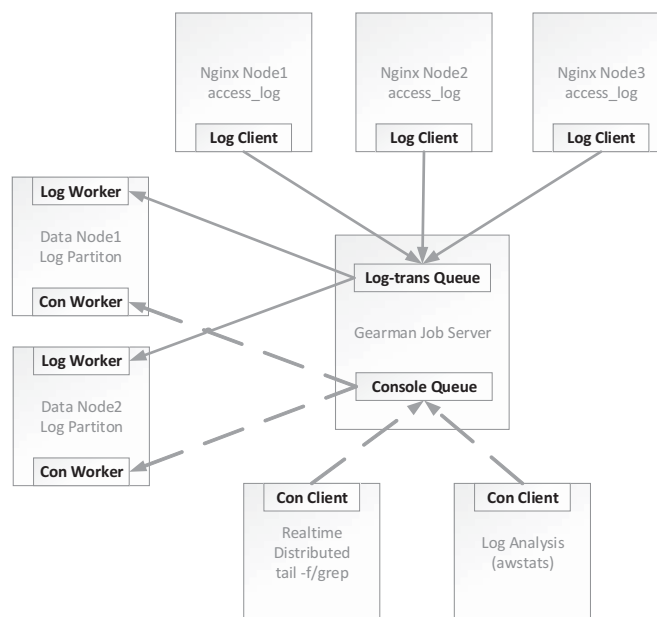 Nginx Node1
access_log
Log Client
Nginx Node2
access_log
Log Client
Nginx Node3
access_log
Log Client
Log Worker
Data Node1
Log Partiton
Con Worker
Log Worker
Data Node2
Log Partiton
Con Worker
Log-trans Queue
Gearman Job Server
Console Queue
Con Client
Realtime
Distributed
tail -f/grep
Con Client
Log Analysis
(awstats)